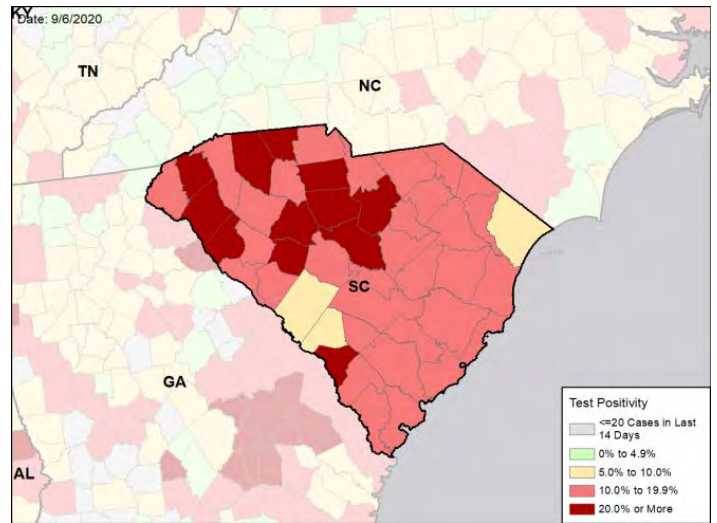 KY
Date: 9/6/2020
TN
NC
SC
GA
AL
Test Positivity
<=20 Cases in Last
14 Days
0% to 4.9%
5.0% to 10.0%
10.0% to 19.9%
20.0% or More